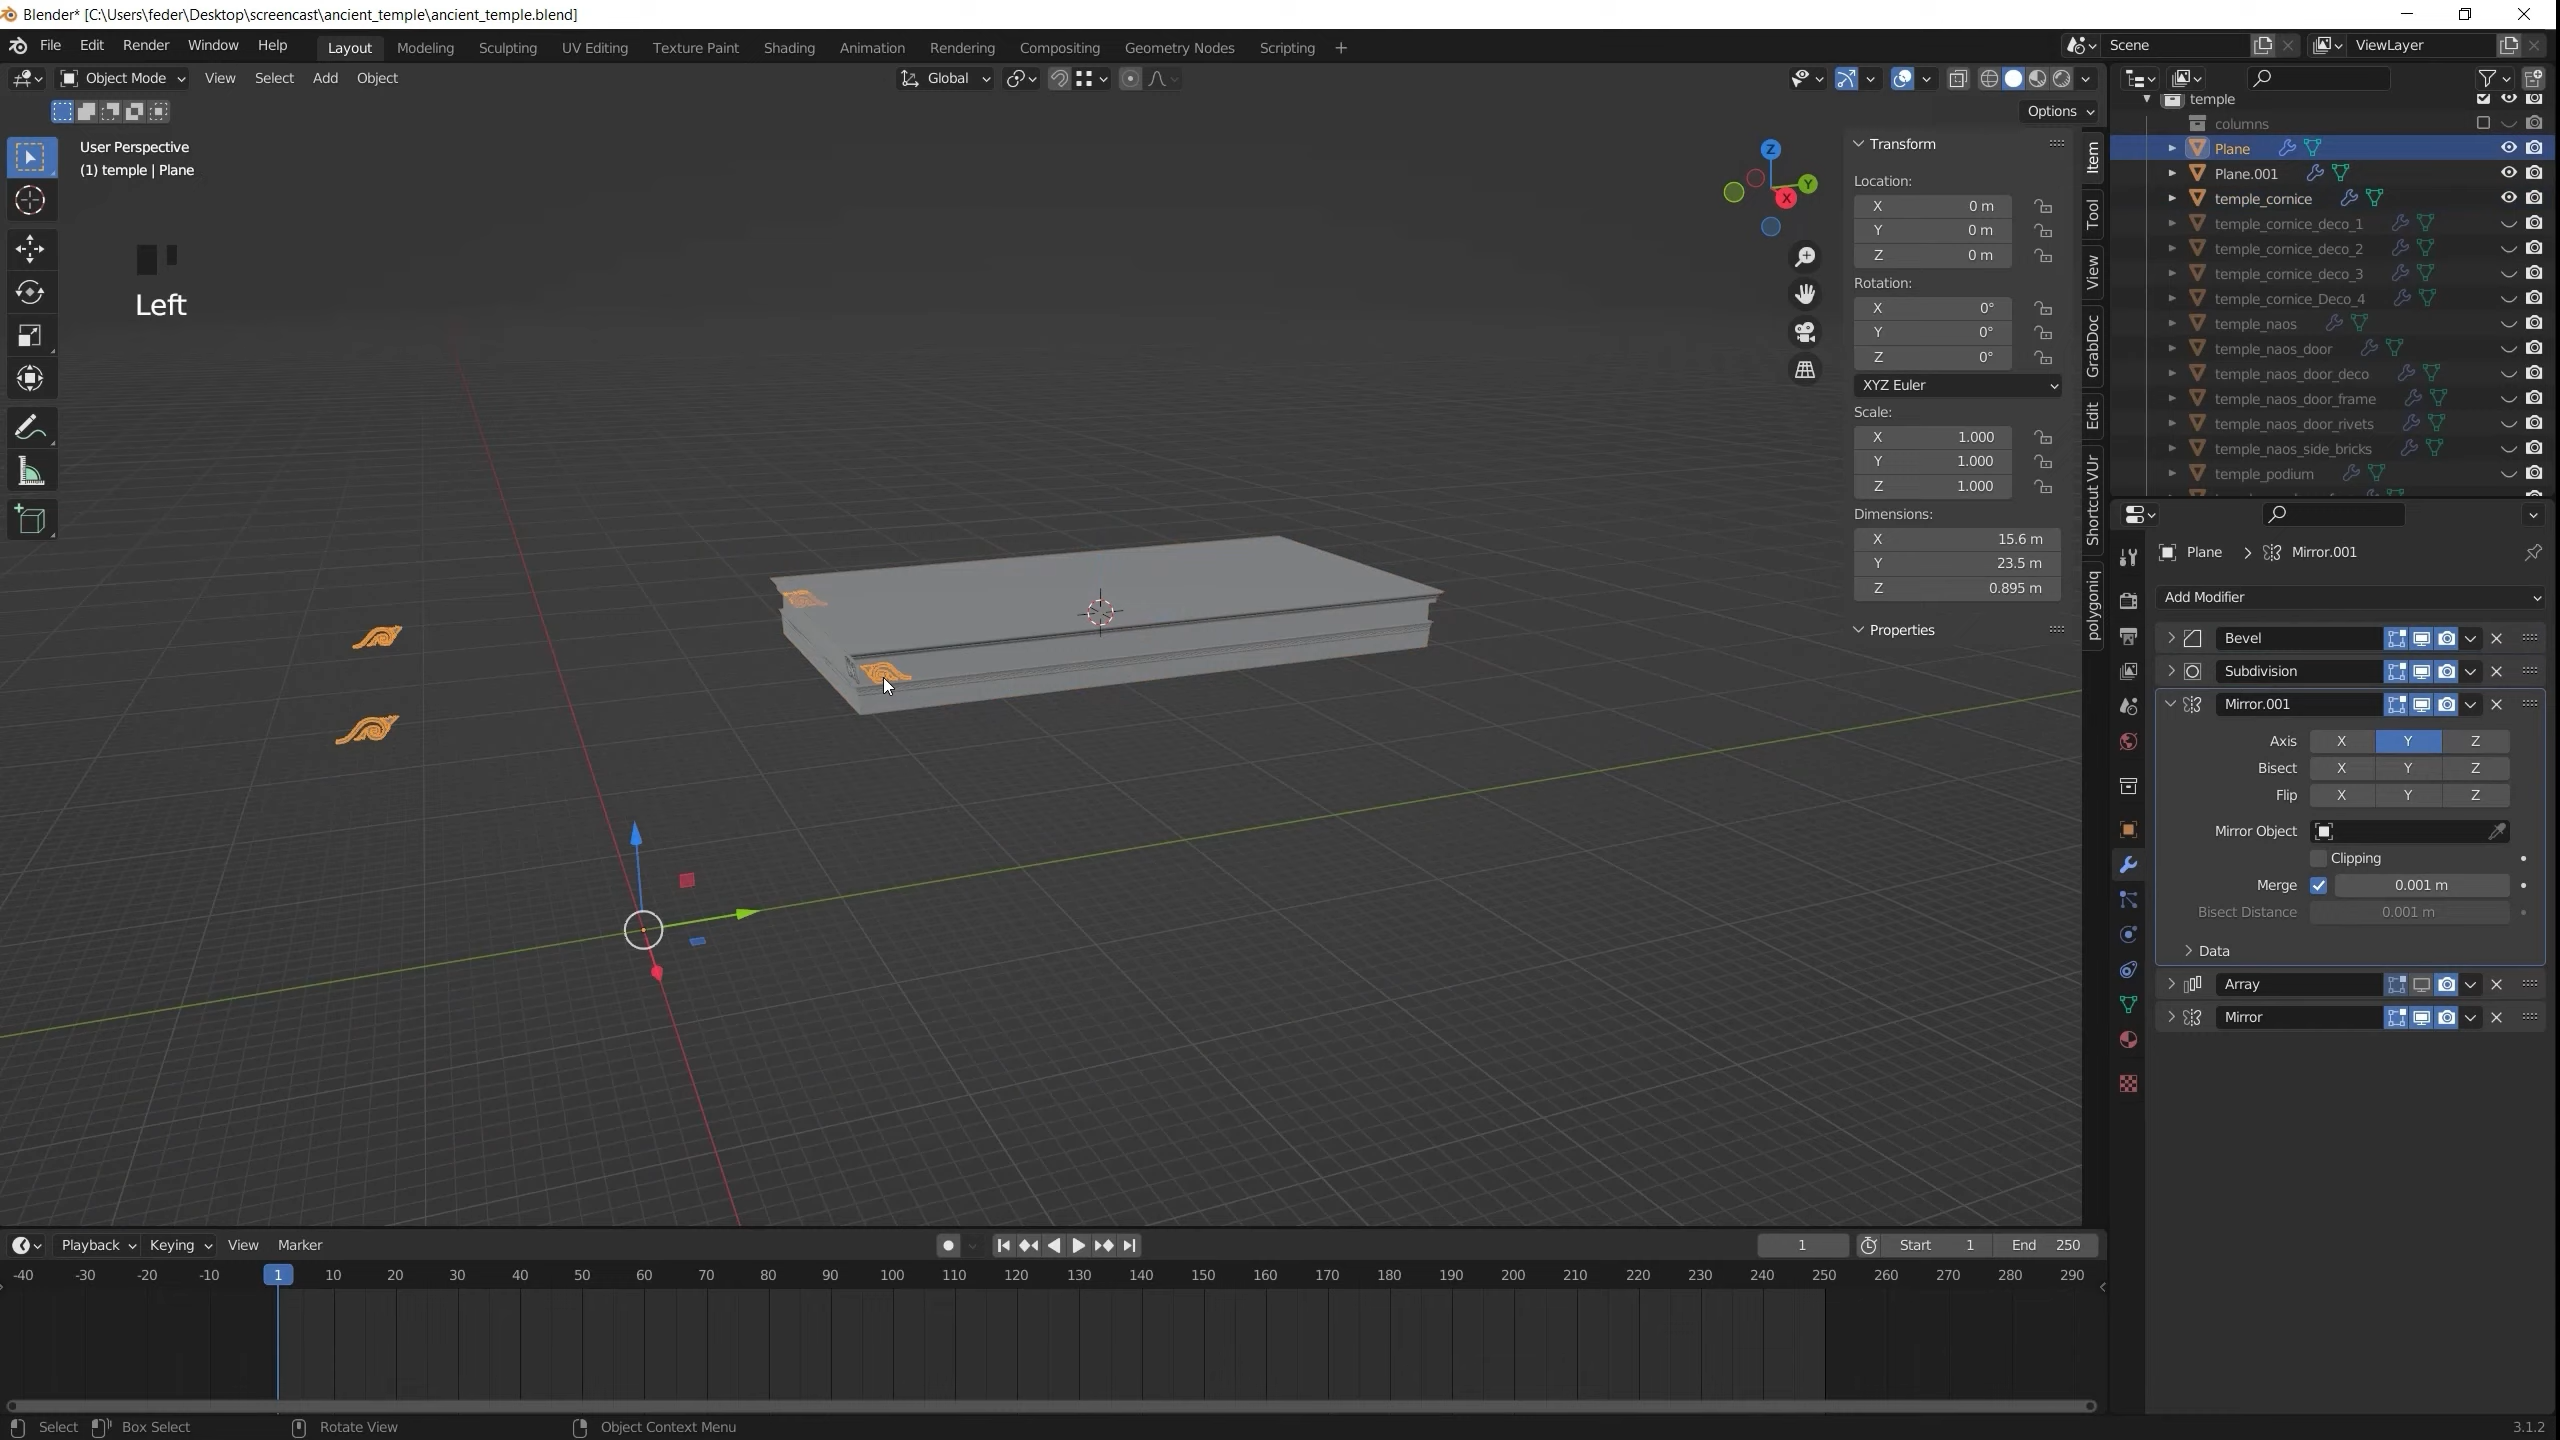 Blender* [C:\Users\feder\Desktop\screencast\ancient_temple\ancient_temple.blend]
File Edit Render Window Help Layout Modeling Sculpting UV Editing Texture Paint Shading Animation Rendering Compositing Geometry Nodes Scripting + Scene ViewLayer
Object Mode View Select Add Object Global
Options
User Perspective
(1) temple | Plane
Left
Z
Y
X
Transform
Location:
X 0 m
Y 0 m
Z 0 m
Rotation:
X 0°
Y 0°
Z 0°
XYZ Euler
Scale:
X 1.000
Y 1.000
Z 1.000
Dimensions:
X 15.6 m
Y 23.5 m
Z 0.895 m
Properties
Item
Tool
View
GrabDoc
Edit
Shortcut VUr
polygoniq
temple
columns
Plane
Plane.001
temple_cornice
temple_cornice_deco_1
temple_cornice_deco_2
temple_cornice_deco_3
temple_cornice_Deco_4
temple_naos
temple_naos_door
temple_naos_door_deco
temple_naos_door_frame
temple_naos_door_rivets
temple_naos_side_bricks
temple_podium
Plane > Mirror.001
Add Modifier
Bevel
Subdivision
Mirror.001
Axis X Y Z
Bisect X Y Z
Flip X Y Z
Mirror Object
Clipping
Merge 0.001 m
Bisect Distance 0.001 m
Data
Array
Mirror
Playback Keying View Marker 1 Start 1 End 250
-40 -30 -20 -10 1 10 20 30 40 50 60 70 80 90 100 110 120 130 140 150 160 170 180 190 200 210 220 230 240 250 260 270 280 290
Select Box Select Rotate View Object Context Menu 3.1.2